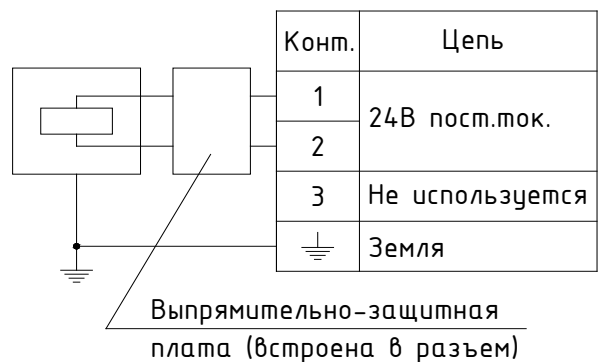 Конт. Цепь
1
24В пост.ток.
2
3 Не используется
Земля
Выпрямительно-защитная
плата (встроена в разъем)